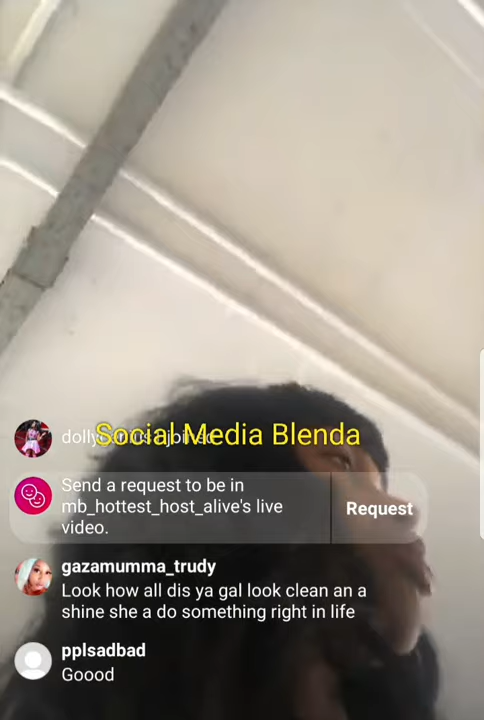 Social Media Blenda
Send a request to be in
mb_hottest_host_alive's live
video.
Request
gazamumma_trudy
Look how all dis ya gal look clean an a
shine she a do something right in life
pplsadbad
Goood